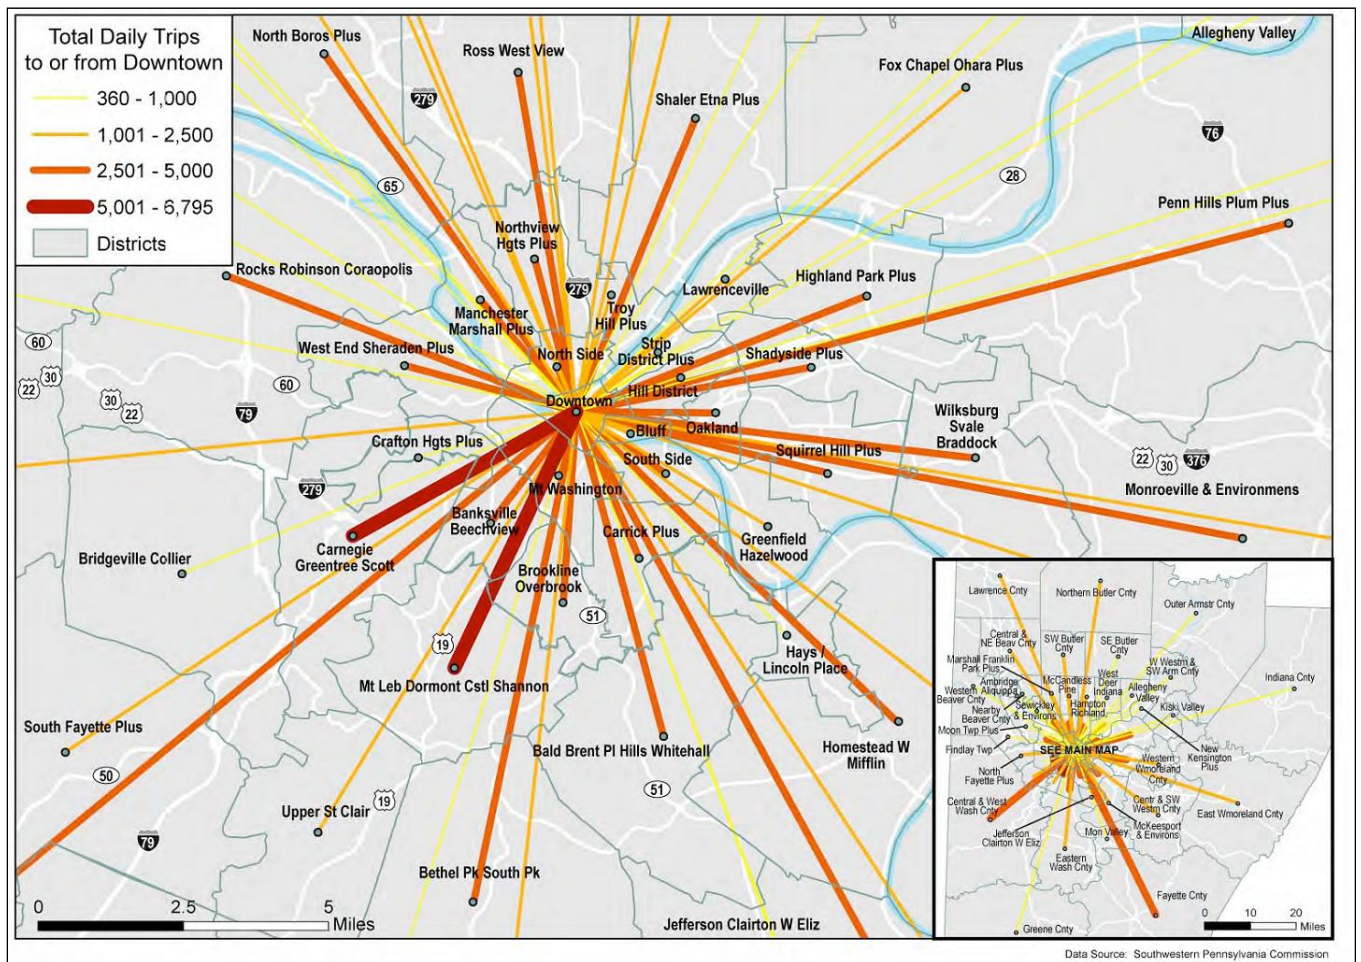 Total Daily Trips
to or from Downtown
360 - 1,000
1,001 - 2,500
2,501 - 5,000
5,001 - 6,795
Districts
North Boros Plus
Ross West View
Shaler Etna Plus
Fox Chapel Ohara Plus
Allegheny Valley
279
76
28
65
Penn Hills Plum Plus
Northview
Hgts Plus
Rocks Robinson Coraopolis
279
Lawrenceville
Highland Park Plus
Manchester
Marshall Plus
Troy
Hill Plus
60
West End Sheraden Plus
North Side
Strip
District Plus
Shadyside Plus
22
30
60
30
22
79
Hill District
Downtown
Wilksburg
Svale
Braddock
Crafton Hgts Plus
Bluff
Oakland
Squirrel Hill Plus
South Side
22
30
376
279
Mt Washington
Monroeville & Environmens
Banksville
Beechview
Carrick Plus
Greenfield
Hazelwood
Carnegie
Greentree Scott
Bridgeville Collier
Brookline
Overbrook
51
19
Hays /
Lincoln Place
Mt Leb Dormont Cstl Shannon
South Fayette Plus
Bald Brent Pl Hills Whitehall
Homestead W
Mifflin
50
51
19
Upper St Clair
79
Bethel Pk South Pk
Jefferson Clairton W Eliz
0
2.5
5
Miles
Lawrence Cnty
Northern Butler Cnty
Outer Armstr Cnty
Central &
NE Beav Cnty
SW Butler
Cnty
SE Butler
Cnty
Marshall Franklin
Park Plus
W Westm &
SW Arm Cnty
McCandless
Pine
West
Deer
Indiana
Indiana Cnty
Ambridge
Aliquippa
Allegheny
Valley
Western
Beaver Cnty
Sewickley
& Environs
Hampton
Richland
Kiski Valley
Nearby
Beaver Cnty
Moon Twp Plus
Findlay Twp
SEE MAIN MAP
New
Kensington
Plus
North
Fayette Plus
Western
Wmoreland
Cnty
Central & West
Wash Cnty
Centr & SW
Westm Cnty
East Wmoreland Cnty
Jefferson
Clairton W Eliz
Mon Valley
McKeesport
& Environs
Eastern
Wash Cnty
Fayette Cnty
Greene Cnty
0
10
20
Miles
Data Source: Southwestern Pennsylvania Commission